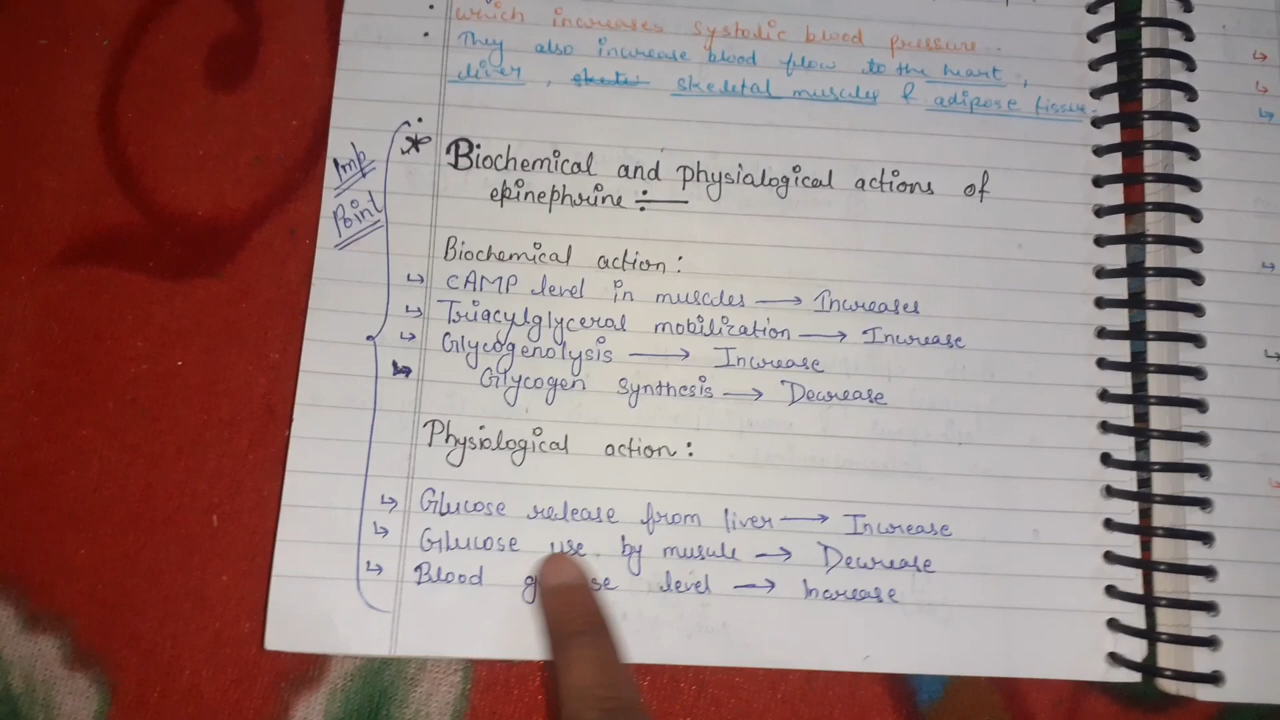 which increases systolic blood pressure.
They also increase blood flow to the heart,
liver, skeletal muscles & adipose tissue.
Imp
Point
* Biochemical and physialogical actions of
epinephrine :—
Biochemical action:
↳ CAMP level in muscles → Increases
↳ Triacylglycerol mobilization → Increase
↳ Glycogenolysis → Increase
↳ Glycogen synthesis → Decrease
Physiological action:
↳ Glucose release from liver → Increase
↳ Glucose use by muscle → Decrease
↳ Blood level → Increase